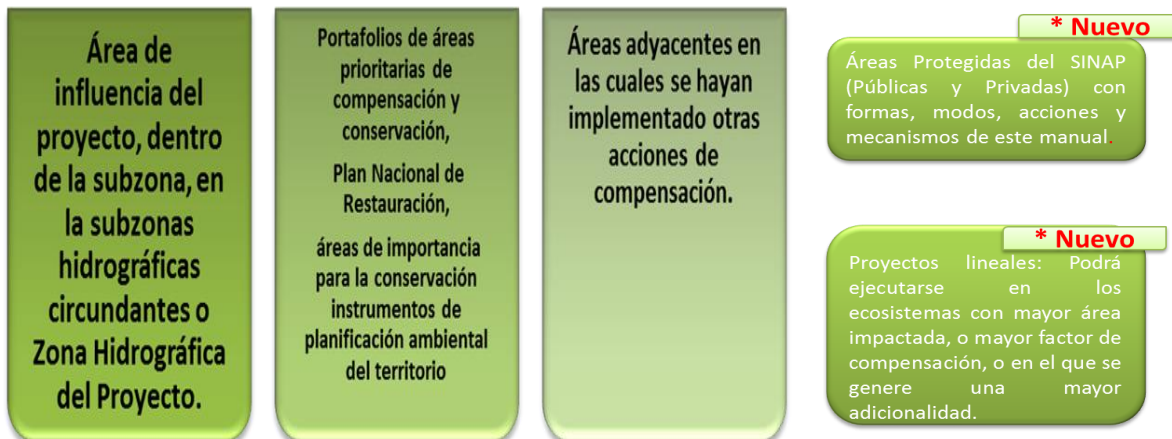 Área de
influencia del
proyecto, dentro
de la subzona, en
la subzonas
hidrográficas
circundantes o
Zona Hidrográfica
del Proyecto.
Portafolios de áreas
prioritarias de
compensación y
conservación,
Plan Nacional de
Restauración,
áreas de importancia
para la conservación
instrumentos de
planificación ambiental
del territorio
Áreas adyacentes en
las cuales se hayan
implementado otras
acciones de
compensación.
* Nuevo
Áreas Protegidas del SINAP
(Públicas y Privadas) con
formas, modos, acciones y
mecanismos de este manual.
* Nuevo
Proyectos lineales: Podrá
ejecutarse en los
ecosistemas con mayor área
impactada, o mayor factor de
compensación, o en el que se
genere una mayor
adicionalidad.